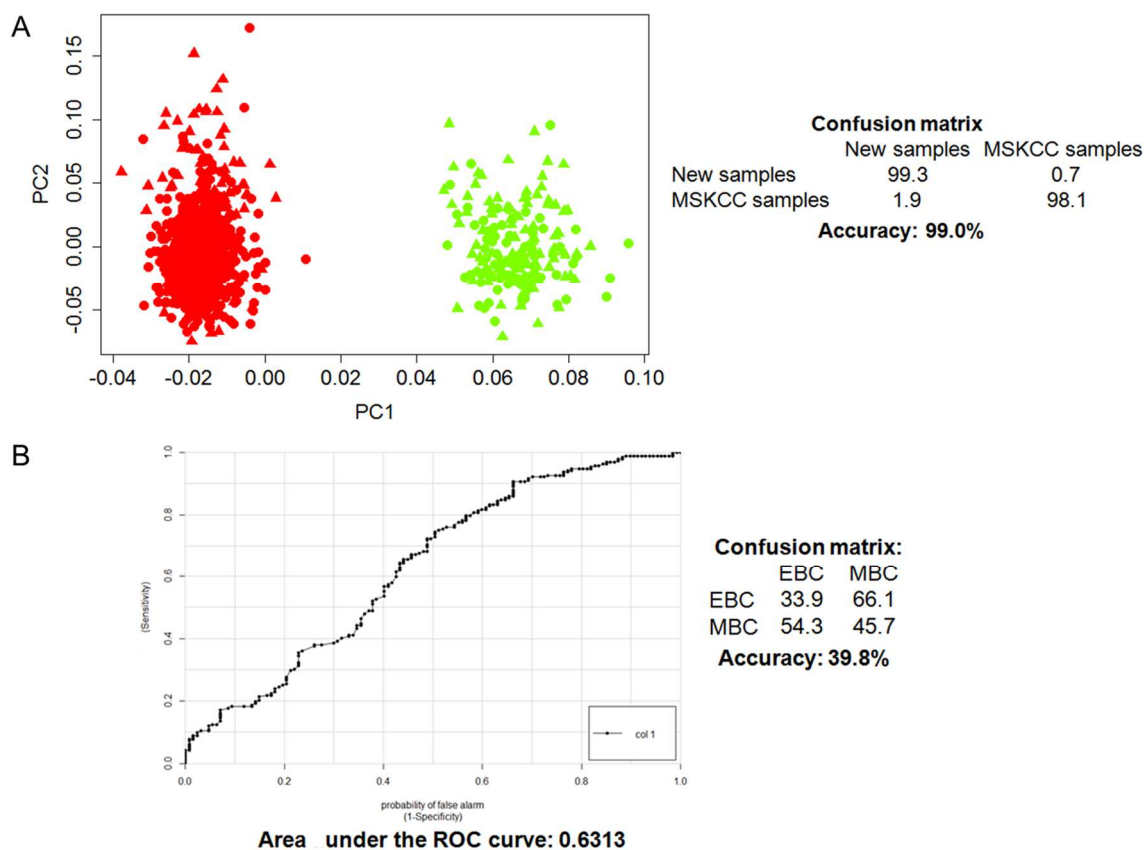 A
PC2
0.15
0.10
0.05
0.00
-0.05
-0.04 -0.02 0.00 0.02 0.04 0.06 0.08 0.10
PC1
Confusion matrix
New samples MSKCC samples
New samples 99.3 0.7
MSKCC samples 1.9 98.1
Accuracy: 99.0%
B
(Sensitivity)
1.0
0.8
0.6
0.4
0.2
0.0
0.0 0.2 0.4 0.6 0.8 1.0
col 1
probability of false alarm
(1-Specificity)
Area under the ROC curve: 0.6313
Confusion matrix:
EBC MBC
EBC 33.9 66.1
MBC 54.3 45.7
Accuracy: 39.8%